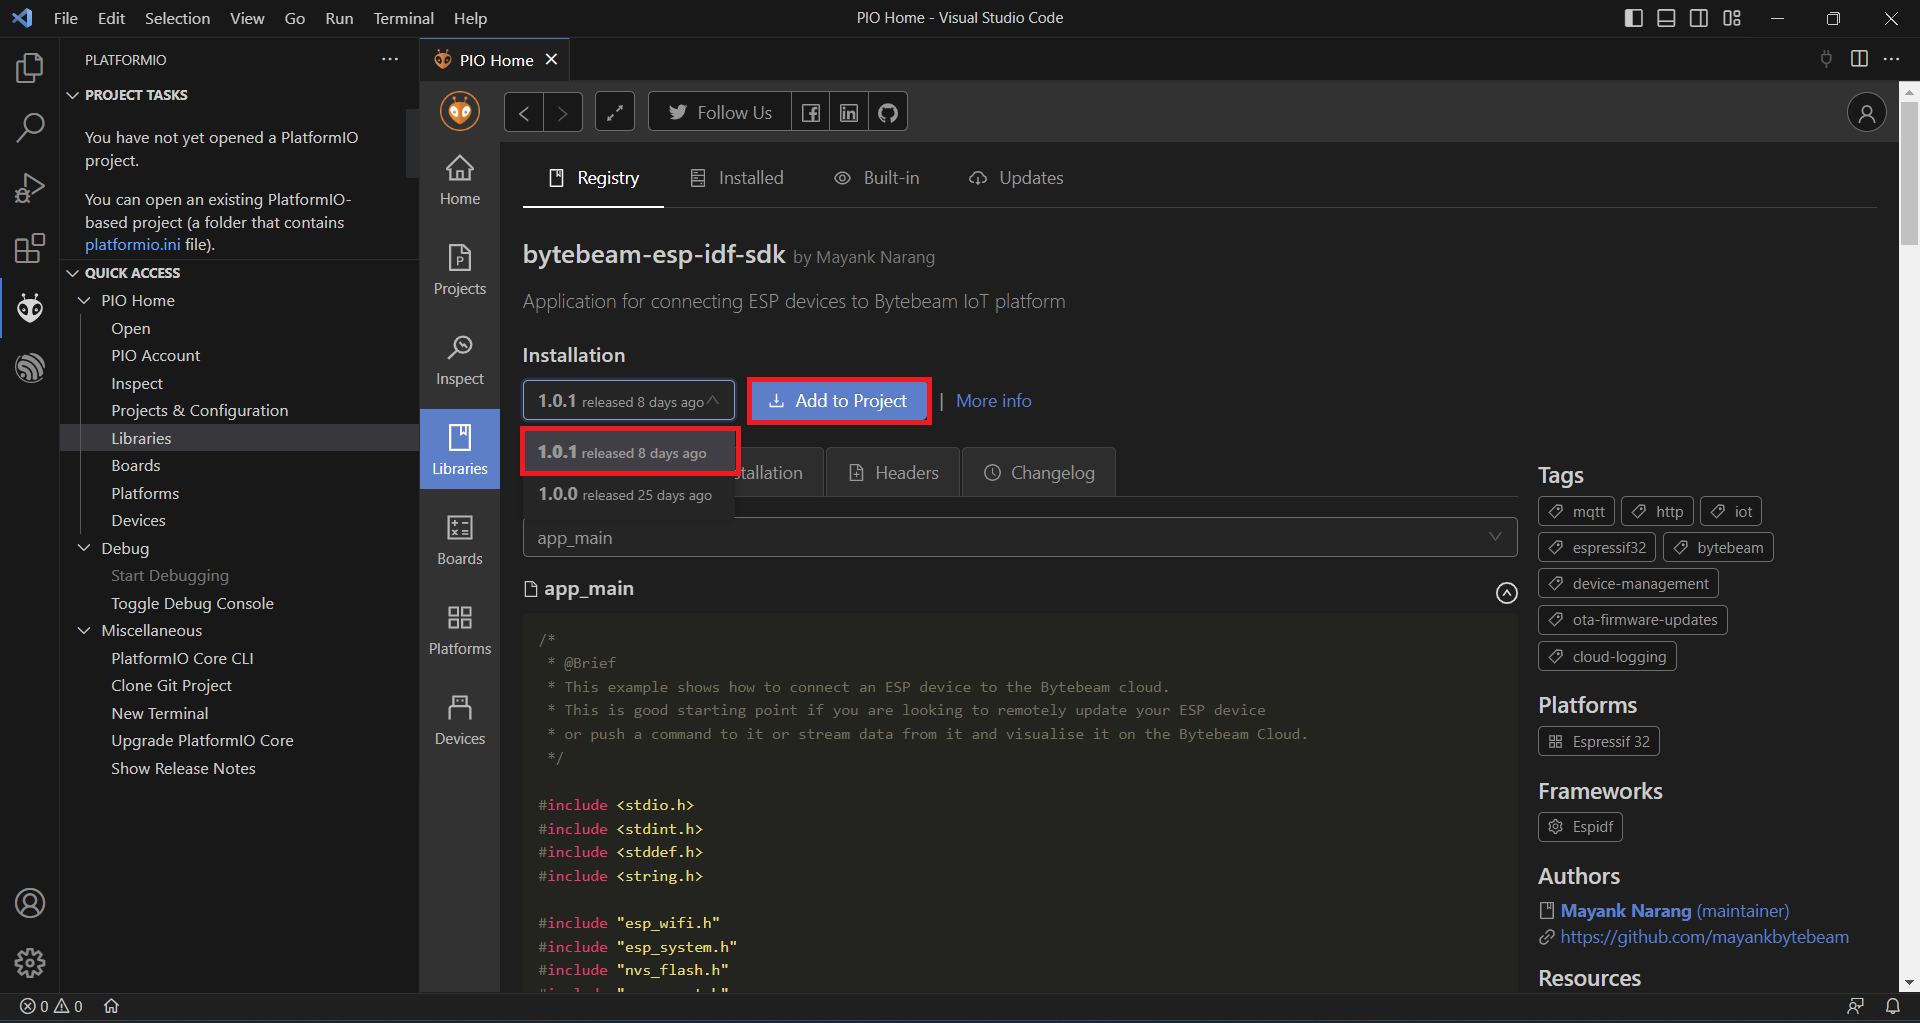 File Edit Selection View Go Run Terminal Help
PIO Home - Visual Studio Code
PLATFORMIO
PROJECT TASKS
You have not yet opened a PlatformIO
project.
You can open an existing PlatformIO-
based project (a folder that contains
platformio.ini file).
QUICK ACCESS
PIO Home
Open
PIO Account
Inspect
Projects & Configuration
Libraries
Boards
Platforms
Devices
Debug
Start Debugging
Toggle Debug Console
Miscellaneous
PlatformIO Core CLI
Clone Git Project
New Terminal
Upgrade PlatformIO Core
Show Release Notes
PIO Home
Follow Us
Home
Projects
Inspect
Libraries
Boards
Platforms
Devices
Registry Installed Built-in Updates
bytebeam-esp-idf-sdk by Mayank Narang
Application for connecting ESP devices to Bytebeam IoT platform
Installation
1.0.1 released 8 days ago Add to Project | More info
1.0.1 released 8 days ago
1.0.0 released 25 days ago
stallation Headers Changelog
app_main
app_main
/*
* @Brief
* This example shows how to connect an ESP device to the Bytebeam cloud.
* This is good starting point if you are looking to remotely update your ESP device
* or push a command to it or stream data from it and visualise it on the Bytebeam Cloud.
*/
#include <stdio.h>
#include <stdint.h>
#include <stddef.h>
#include <string.h>
#include "esp_wifi.h"
#include "esp_system.h"
#include "nvs_flash.h"
Tags
mqtt http iot
espressif32 bytebeam
device-management
ota-firmware-updates
cloud-logging
Platforms
Espressif 32
Frameworks
Espidf
Authors
Mayank Narang (maintainer)
https://github.com/mayankbytebeam
Resources
0 0